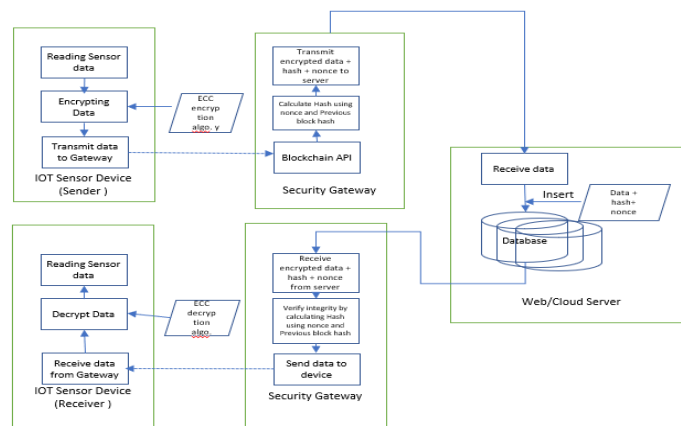 Reading Sensor
data
Encrypting
Data
Transmit data
to Gateway
IOT Sensor Device
(Sender )
ECC
encryp
tion
algo. y
Transmit
encrypted data +
hash + nonce to
server
Calculate Hash using
nonce and Previous
block hash
Blockchain API
Security Gateway
Receive data
Insert
Data +
hash+
nonce
Database
Web/Cloud Server
Receive
encrypted data +
hash + nonce
from server
Verify integrity by
calculating Hash
using nonce and
Previous block hash
Send data to
device
Security Gateway
Reading Sensor
data
Decrypt Data
Receive data
from Gateway
IOT Sensor Device
(Receiver )
ECC
decryp
tion
algo.